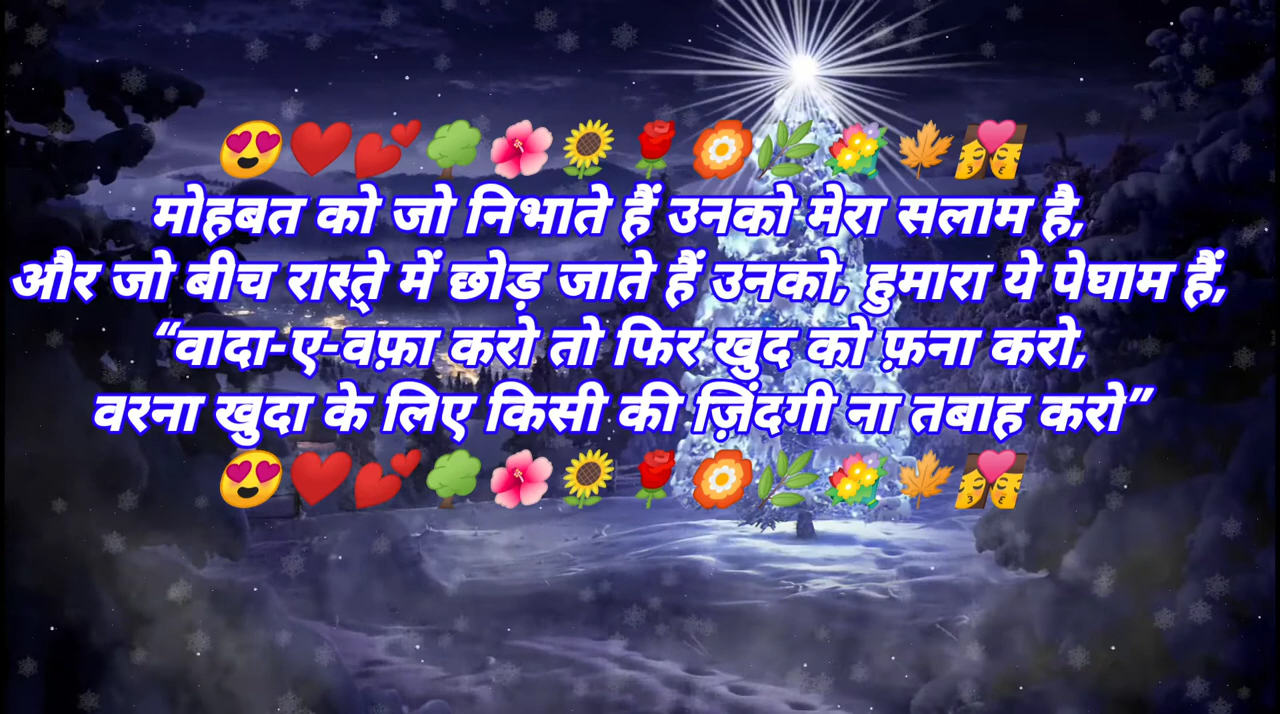 😍❤️💕🌳🌺🌻🌹🏵️🌿💐🍁💏
मोहबत को जो निभाते हैं उनको मेरा सलाम है,
और जो बीच रास्त्ते में छोड़ जाते हैं उनको, हुमारा ये पेघाम हैं,
“वादा-ए-वफ़ा करो तो फिर खुद को फ़ना करो,
वरना खुदा के लिए किसी की ज़िंदगी ना तबाह करो”
😍❤️💕🌳🌺🌻🌹🏵️🌿💐🍁💏